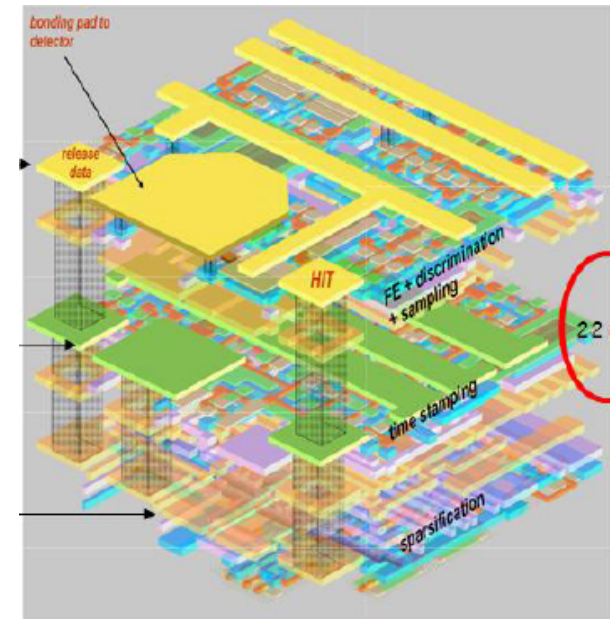 bonding pad to
detector
release
data
HIT
FE + discrimination
+ sampling
2.2
time stamping
sparsification